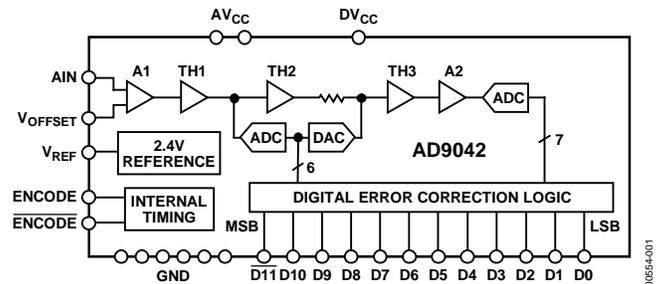 AVCC DVCC
AIN A1 TH1 TH2 TH3 A2 ADC
VOFFSET ADC DAC 7
VREF 2.4V REFERENCE 6 AD9042
ENCODE INTERNAL TIMING DIGITAL ERROR CORRECTION LOGIC
ENCODE MSB LSB
GND D11 D10 D9 D8 D7 D6 D5 D4 D3 D2 D1 D0
00554-001